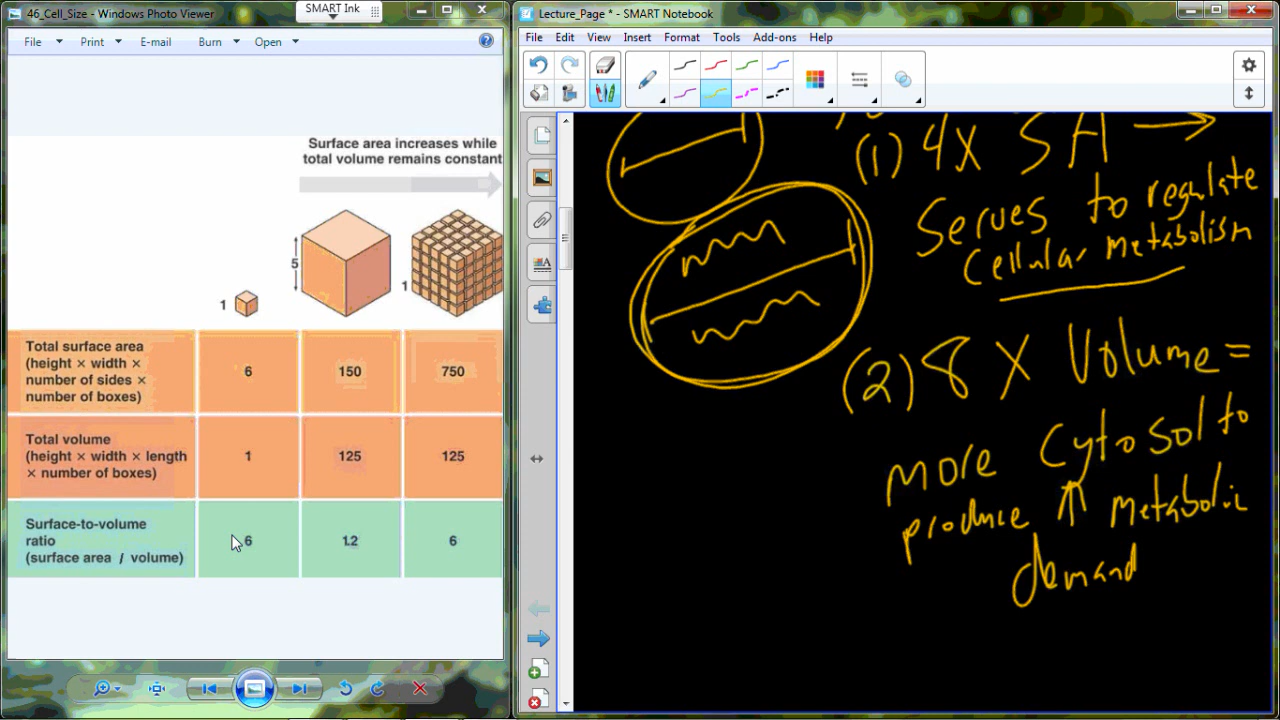 46_Cell_Size - Windows Photo Viewer
SMART Ink
File Print E-mail Burn Open
Surface area increases while
total volume remains constant
5
1
1
Total surface area
(height × width ×
number of sides ×
number of boxes)
6 150 750
Total volume
(height × width × length
× number of boxes)
1 125 125
Surface-to-volume
ratio
(surface area / volume)
6 1.2 6
Lecture_Page * - SMART Notebook
File Edit View Insert Format Tools Add-ons Help
(1) 4X SA →
Serves to regulate
Cellular Metabolism
(2) 8 X Volume =
more Cytosol to
produce ↑ Metabolic
demand